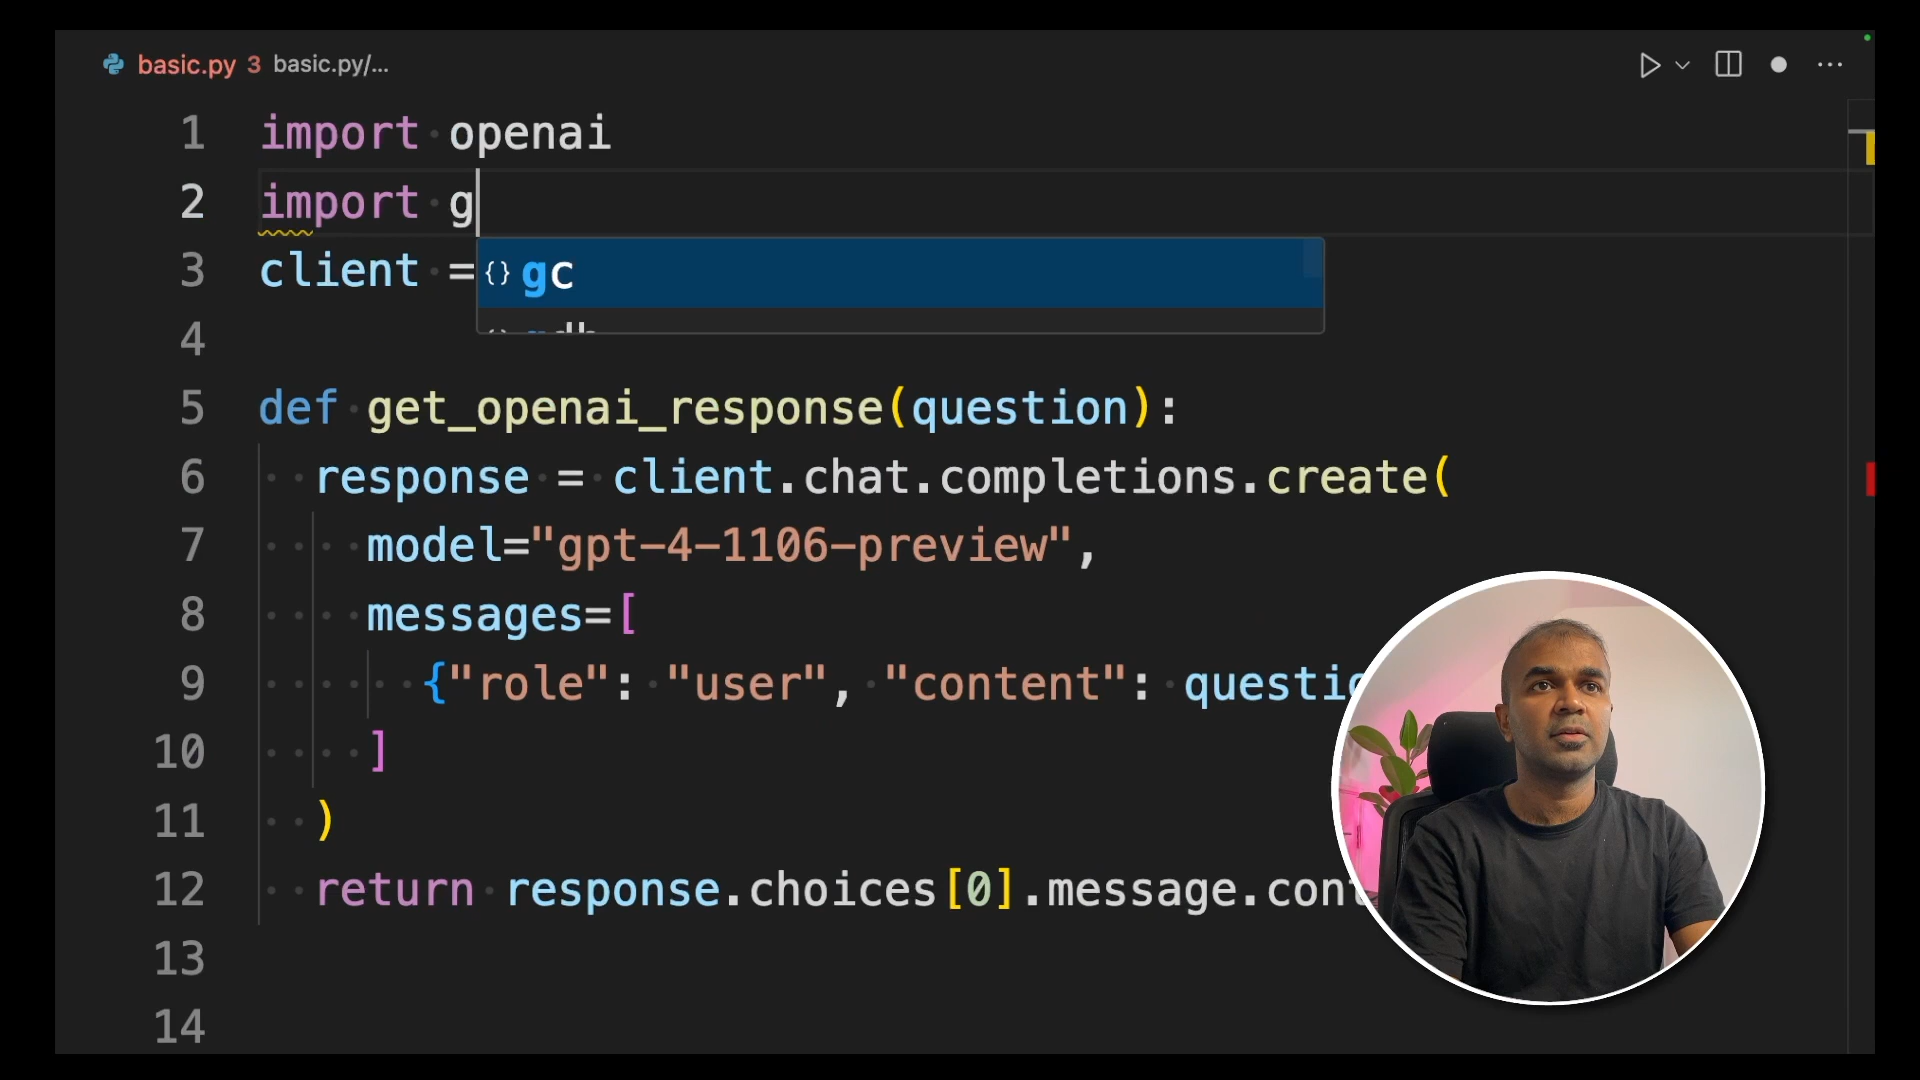 basic.py 3 basic.py/...
1 import openai
2 import g
3 client =
gc
4
5 def get_openai_response(question):
6 response = client.chat.completions.create(
7 model="gpt-4-1106-preview",
8 messages=[
9 {"role": "user", "content": questio
10 ]
11 )
12 return response.choices[0].message.cont
13
14